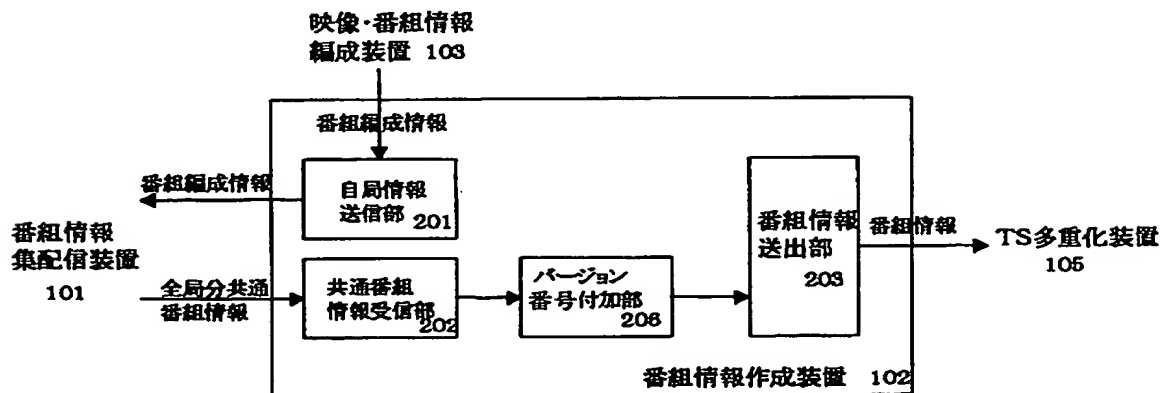 映像・番組情報
編成装置 103
番組編成情報
番組編成情報
自局情報
送信部 201
番組情報
集配信装置
101
全局分共通
番組情報
共通番組
情報受信部 202
バージョン
番号付加部
206
番組情報
送出部
203
番組情報
TS多重化装置
105
番組情報作成装置 102